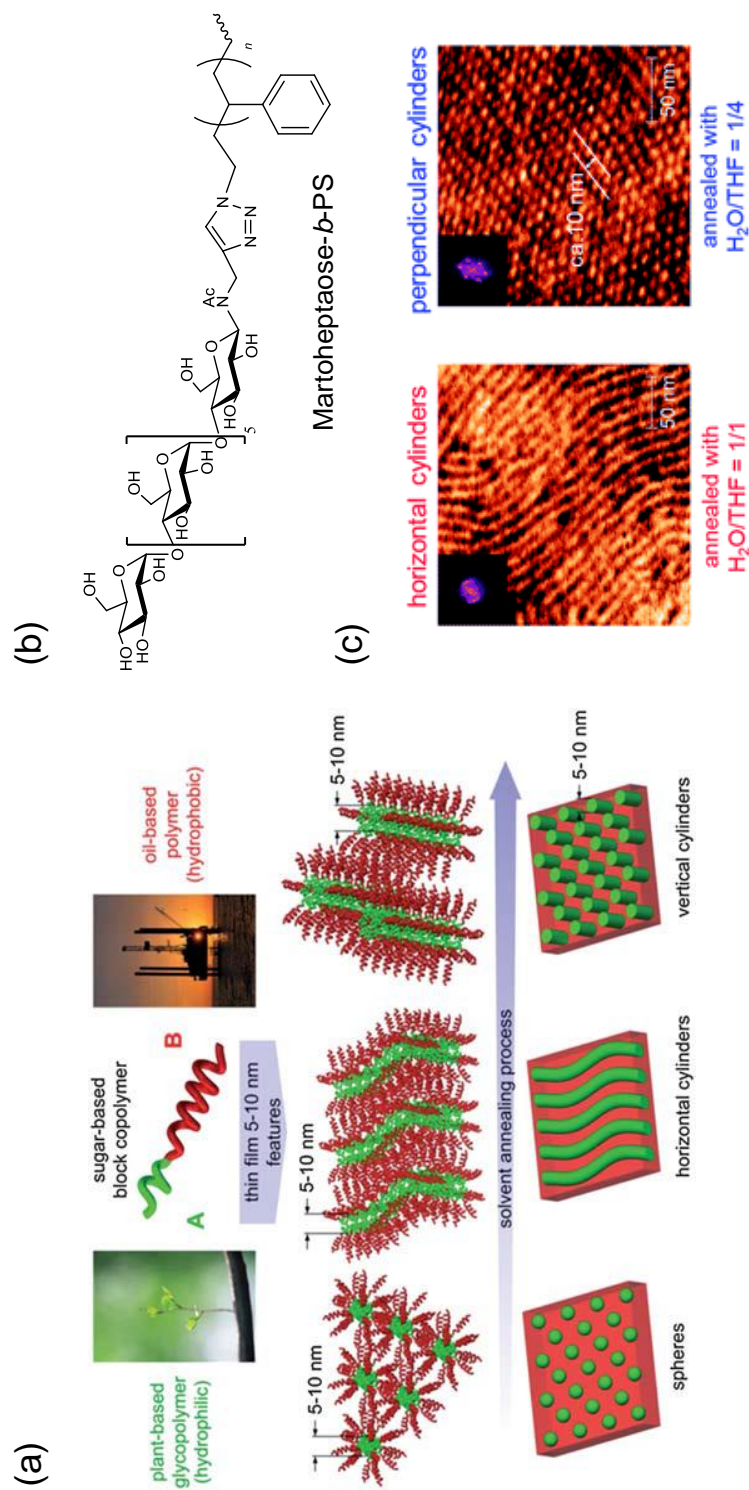 (a)
plant-based
glycopolymer
(hydrophilic)
sugar-based
block copolymer
A
B
oil-based
polymer
(hydrophobic)
thin film 5-10 nm
features
5-10 nm
5-10 nm
5-10 nm
solvent annealing process
5-10 nm
spheres
horizontal cylinders
vertical cylinders
(b)
OH
HO
HO
O
OH
O
OH
O
HO
OH
O
5
OH
O
HO
OH
Ac
N
N
N=N
n
Martoheptaose-b-PS
(c)
horizontal cylinders
50 nm
annealed with
H₂O/THF = 1/1
perpendicular cylinders
ca.10 nm
50 nm
annealed with
H₂O/THF = 1/4